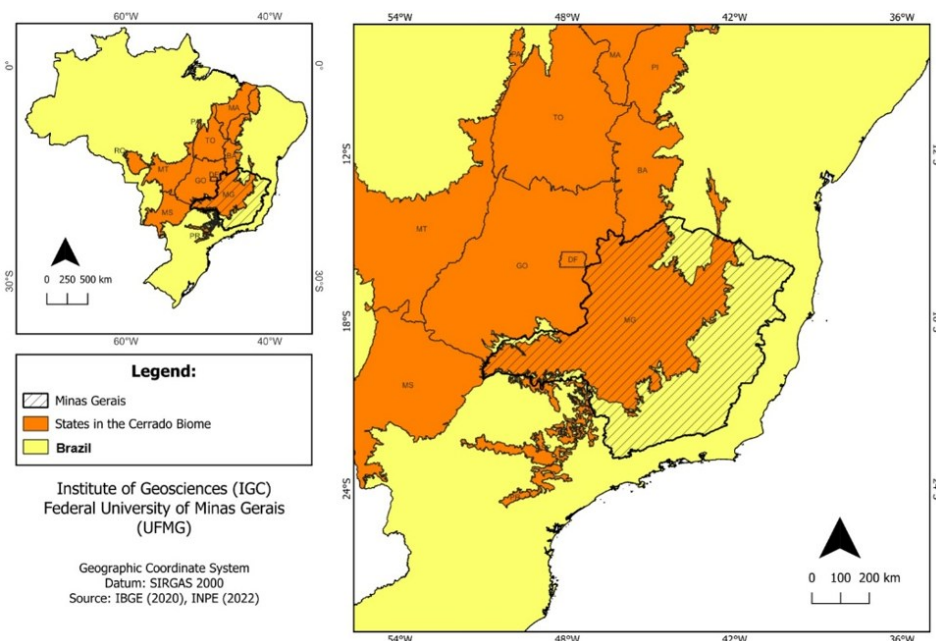 60°W
40°W
0°
0°
MA
PA
TO
RO
MT
BA
GO
DF
MG
MS
PR
0 250 500 km
30°S
30°S
60°W
40°W
Legend:
Minas Gerais
States in the Cerrado Biome
Brazil
Institute of Geosciences (IGC)
Federal University of Minas Gerais
(UFMG)
Geographic Coordinate System
Datum: SIRGAS 2000
Source: IBGE (2020), INPE (2022)
54°W
48°W
42°W
36°W
PA
MA
PI
TO
12°S
BA
MT
GO
DF
18°S
MG
MS
24°S
0 100 200 km
54°W
48°W
42°W
36°W